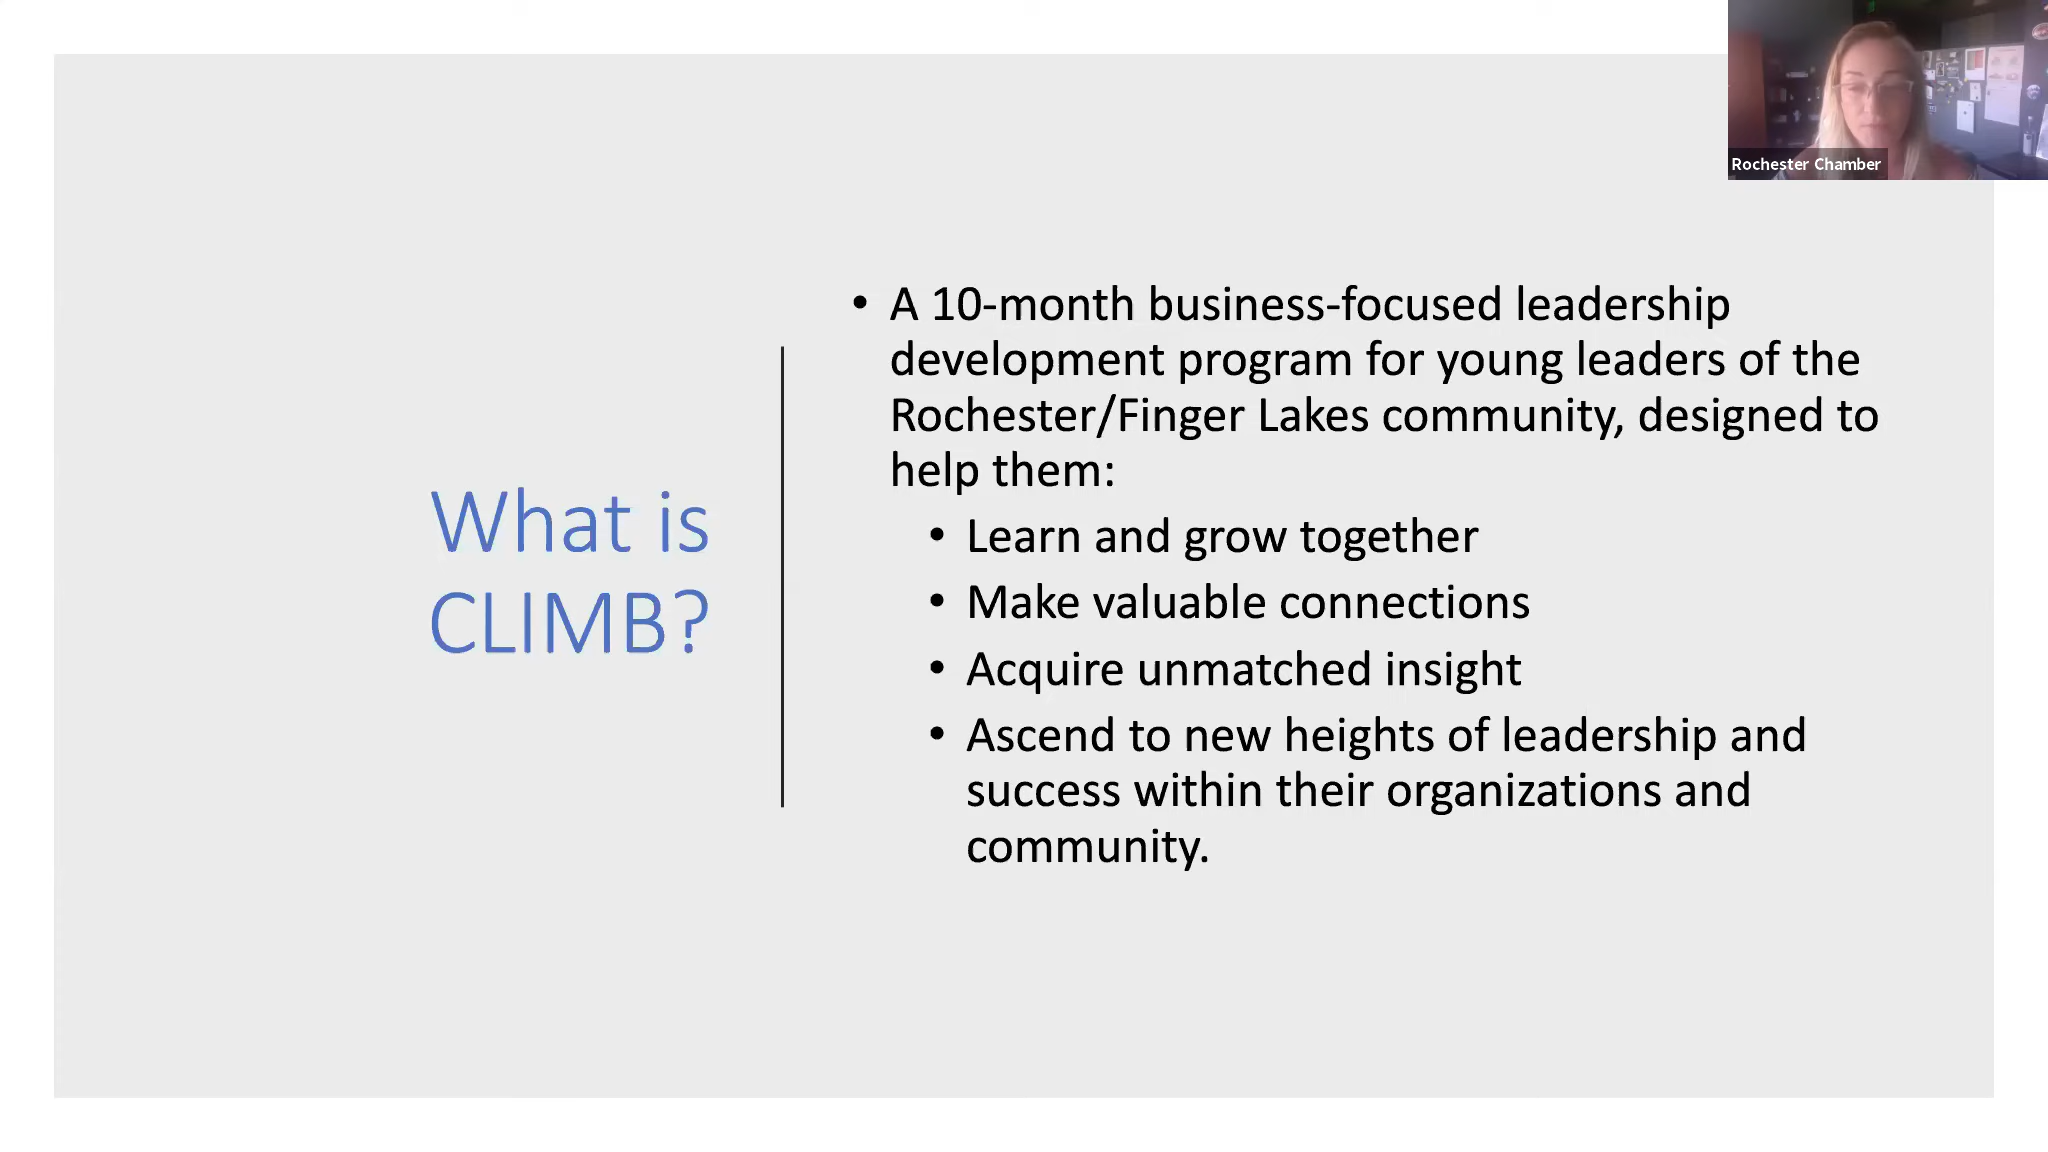 Rochester Chamber
What is
CLIMB?
• A 10-month business-focused leadership
development program for young leaders of the
Rochester/Finger Lakes community, designed to
help them:
• Learn and grow together
• Make valuable connections
• Acquire unmatched insight
• Ascend to new heights of leadership and
success within their organizations and
community.